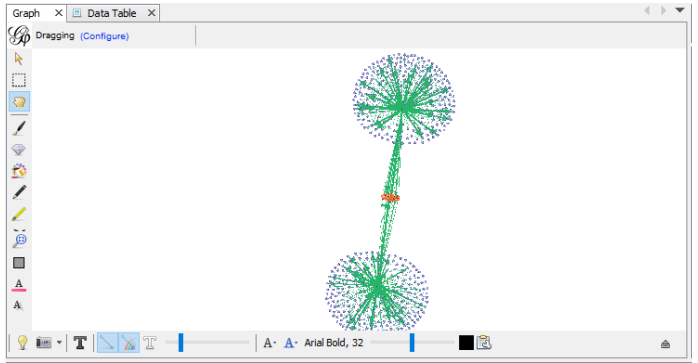 Graph X Data Table X
Dragging (Configure)
A
A
T T A- A- Arial Bold, 32